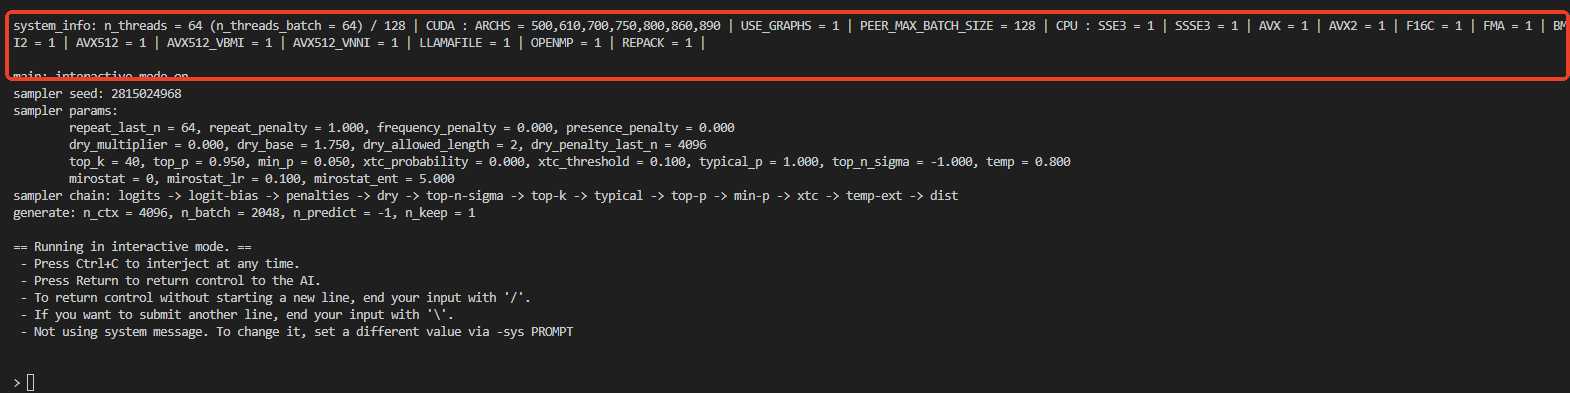 system_info: n_threads = 64 (n_threads_batch = 64) / 128 | CUDA : ARCHS = 500,610,700,750,800,860,890 | USE_GRAPHS = 1 | PEER_MAX_BATCH_SIZE = 128 | CPU : SSE3 = 1 | SSSE3 = 1 | AVX = 1 | AVX2 = 1 | F16C = 1 | FMA = 1 | BM
I2 = 1 | AVX512 = 1 | AVX512_VBMI = 1 | AVX512_VNNI = 1 | LLAMAFILE = 1 | OPENMP = 1 | REPACK = 1 |
main: interactive mode on
sampler seed: 2815024968
sampler params:
repeat_last_n = 64, repeat_penalty = 1.000, frequency_penalty = 0.000, presence_penalty = 0.000
dry_multiplier = 0.000, dry_base = 1.750, dry_allowed_length = 2, dry_penalty_last_n = 4096
top_k = 40, top_p = 0.950, min_p = 0.050, xtc_probability = 0.000, xtc_threshold = 0.100, typical_p = 1.000, top_n_sigma = -1.000, temp = 0.800
mirostat = 0, mirostat_lr = 0.100, mirostat_ent = 5.000
sampler chain: logits -> logit-bias -> penalties -> dry -> top-n-sigma -> top-k -> typical -> top-p -> min-p -> xtc -> temp-ext -> dist
generate: n_ctx = 4096, n_batch = 2048, n_predict = -1, n_keep = 1
== Running in interactive mode. ==
- Press Ctrl+C to interject at any time.
- Press Return to return control to the AI.
- To return control without starting a new line, end your input with '/'.
- If you want to submit another line, end your input with '\'.
- Not using system message. To change it, set a different value via -sys PROMPT
>